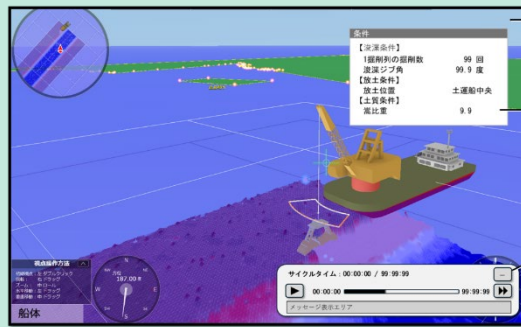 条件
【浚渫条件】
1掘削列の掘削数 99 回
浚渫ジブ角 99.9 度
【放土条件】
放土位置 土運船中央
【土質条件】
嵩比重 9.9
視点操作方法
方位
187.00 π
N
W
E
S
サイクルタイム：00:00:00 / 99:99:99
...
00:00:00
99:99:99
メッセージ表示エリア
船体